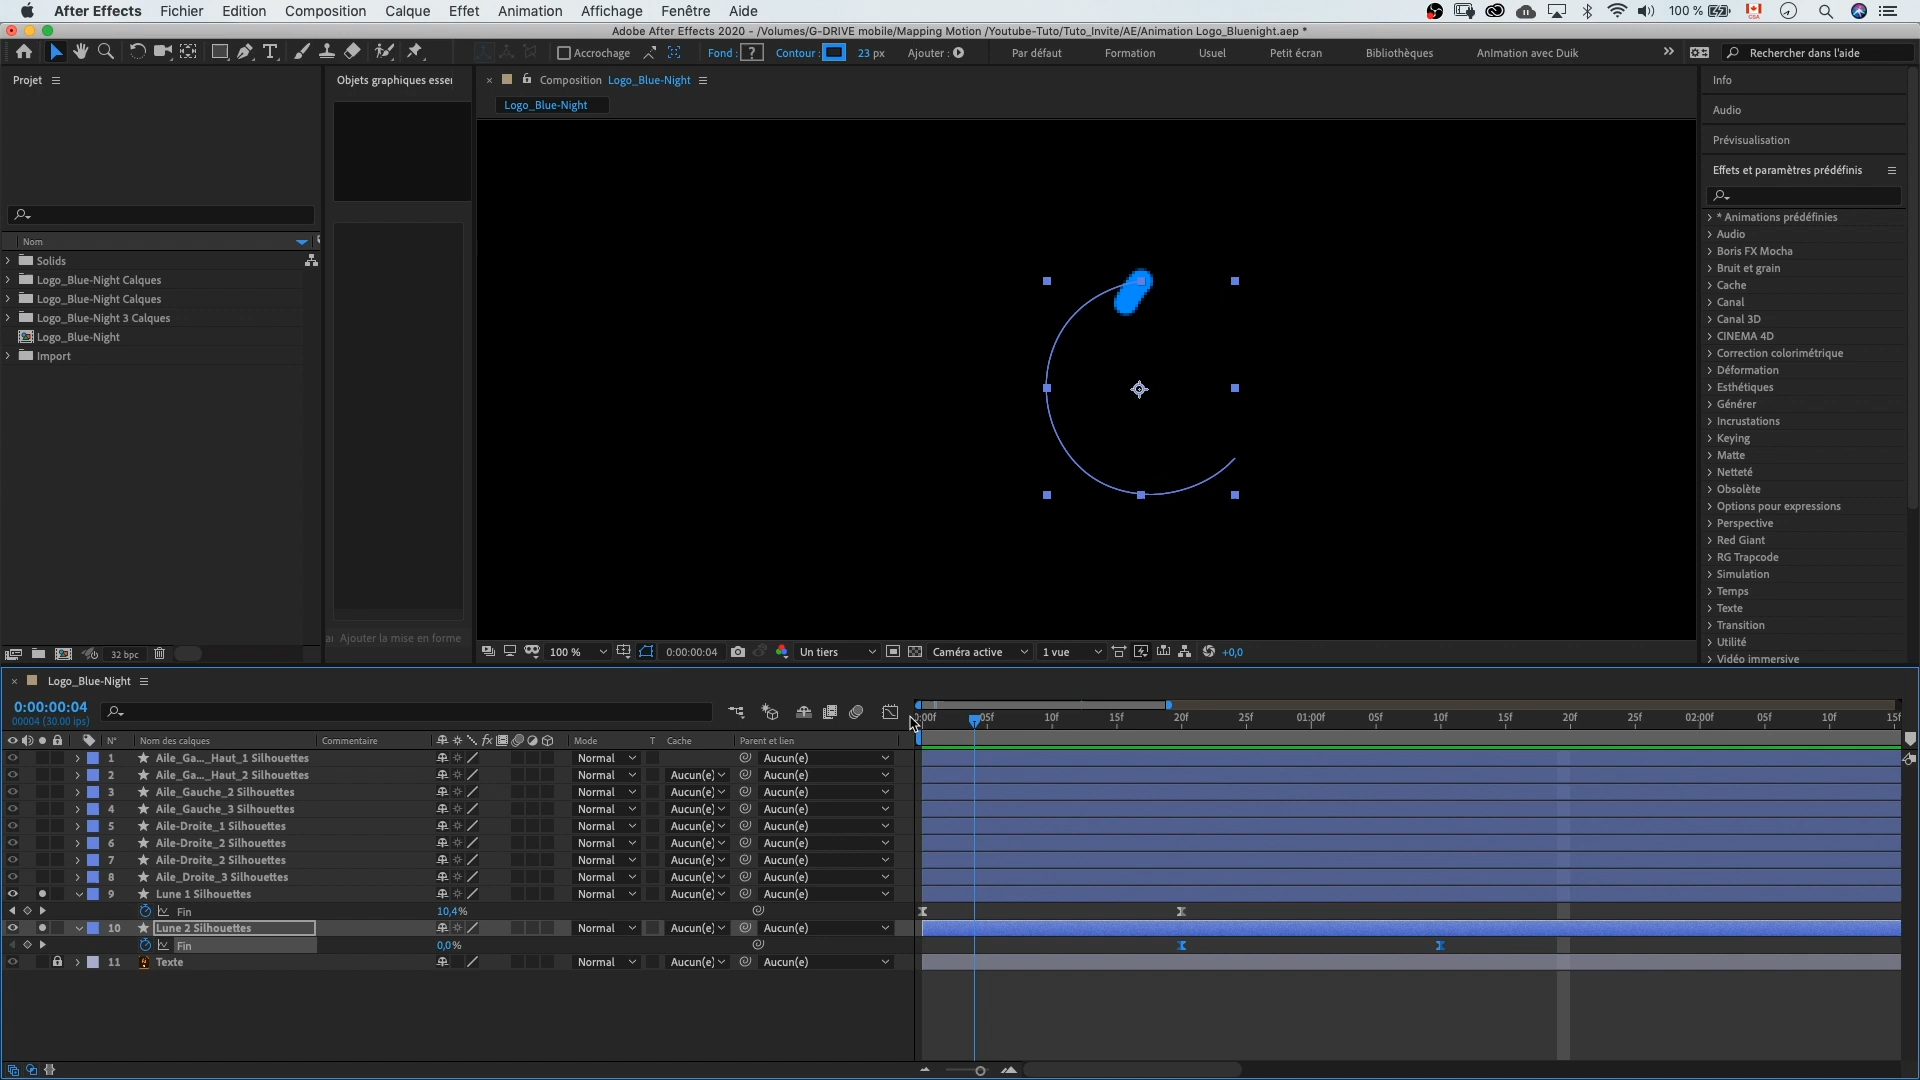 After Effects Fichier Edition Composition Calque Effet Animation Affichage Fenêtre Aide 100 %
Adobe After Effects 2020 - /Volumes/G-DRIVE mobile/Mapping Motion /Youtube-Tuto/Tuto_Invite/AE/Animation Logo_Bluenight.aep *
Accrochage Fond : ? Contour : 23 px Ajouter : Par défaut Formation Usuel Petit écran Bibliothèques Animation avec Duik Rechercher dans l'aide
Projet
Objets graphiques esser
Composition Logo_Blue-Night
Logo_Blue-Night
Nom
Solids
Logo_Blue-Night Calques
Logo_Blue-Night Calques
Logo_Blue-Night 3 Calques
Logo_Blue-Night
Import
Ajouter la mise en forme
32 bpc
100 % 0:00:00:04 Un tiers Caméra active 1 vue +0,0
Info
Audio
Prévisualisation
Effets et paramètres prédéfinis
* Animations prédéfinies
Audio
Boris FX Mocha
Bruit et grain
Cache
Canal
Canal 3D
CINEMA 4D
Correction colorimétrique
Déformation
Esthétiques
Générer
Incrustations
Keying
Matte
Netteté
Obsolète
Options pour expressions
Perspective
Red Giant
RG Trapcode
Simulation
Temps
Texte
Transition
Utilité
Vidéo immersive
Logo_Blue-Night
0:00:00:04
00004 (30.00 ips)
0:00f 05f 10f 15f 20f 25f 01:00f 05f 10f 15f 20f 25f 02:00f 05f 10f 15f
N° Nom des calques Commentaire fx Mode T Cache Parent et lien
1 Aile_Ga..._Haut_1 Silhouettes Normal Aucun(e)
2 Aile_Ga..._Haut_2 Silhouettes Normal Aucun(e) Aucun(e)
3 Aile_Gauche_2 Silhouettes Normal Aucun(e) Aucun(e)
4 Aile_Gauche_3 Silhouettes Normal Aucun(e) Aucun(e)
5 Aile-Droite_1 Silhouettes Normal Aucun(e) Aucun(e)
6 Aile-Droite_2 Silhouettes Normal Aucun(e) Aucun(e)
7 Aile-Droite_2 Silhouettes Normal Aucun(e) Aucun(e)
8 Aile_Droite_3 Silhouettes Normal Aucun(e) Aucun(e)
9 Lune 1 Silhouettes Normal Aucun(e) Aucun(e)
Fin 10,4%
10 Lune 2 Silhouettes Normal Aucun(e) Aucun(e)
Fin 0,0%
11 Texte Normal Aucun(e) Aucun(e)